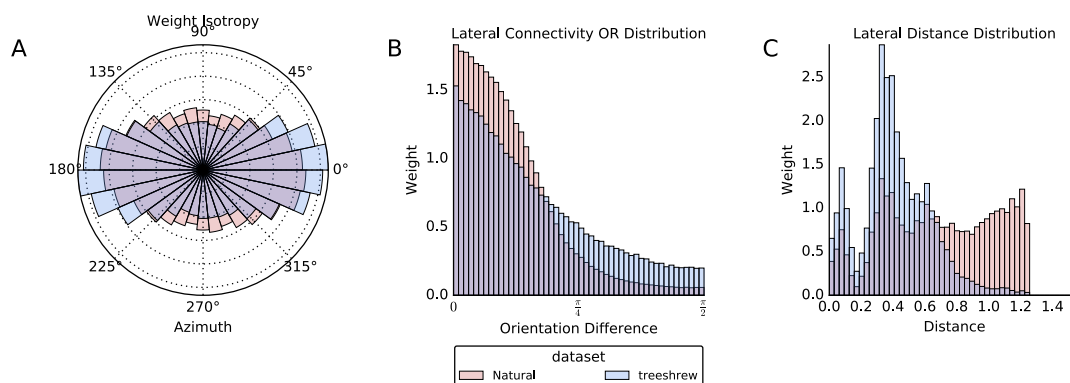 A
Weight Isotropy
90°
135°
45°
180°
0°
225°
315°
270°
Azimuth
B
Lateral Connectivity OR Distribution
Weight
1.5
1.0
0.5
0.0
0
π/4
π/2
Orientation Difference
C
Lateral Distance Distribution
Weight
2.5
2.0
1.5
1.0
0.5
0.0
0.0 0.2 0.4 0.6 0.8 1.0 1.2 1.4
Distance
dataset
Natural
treeshrew